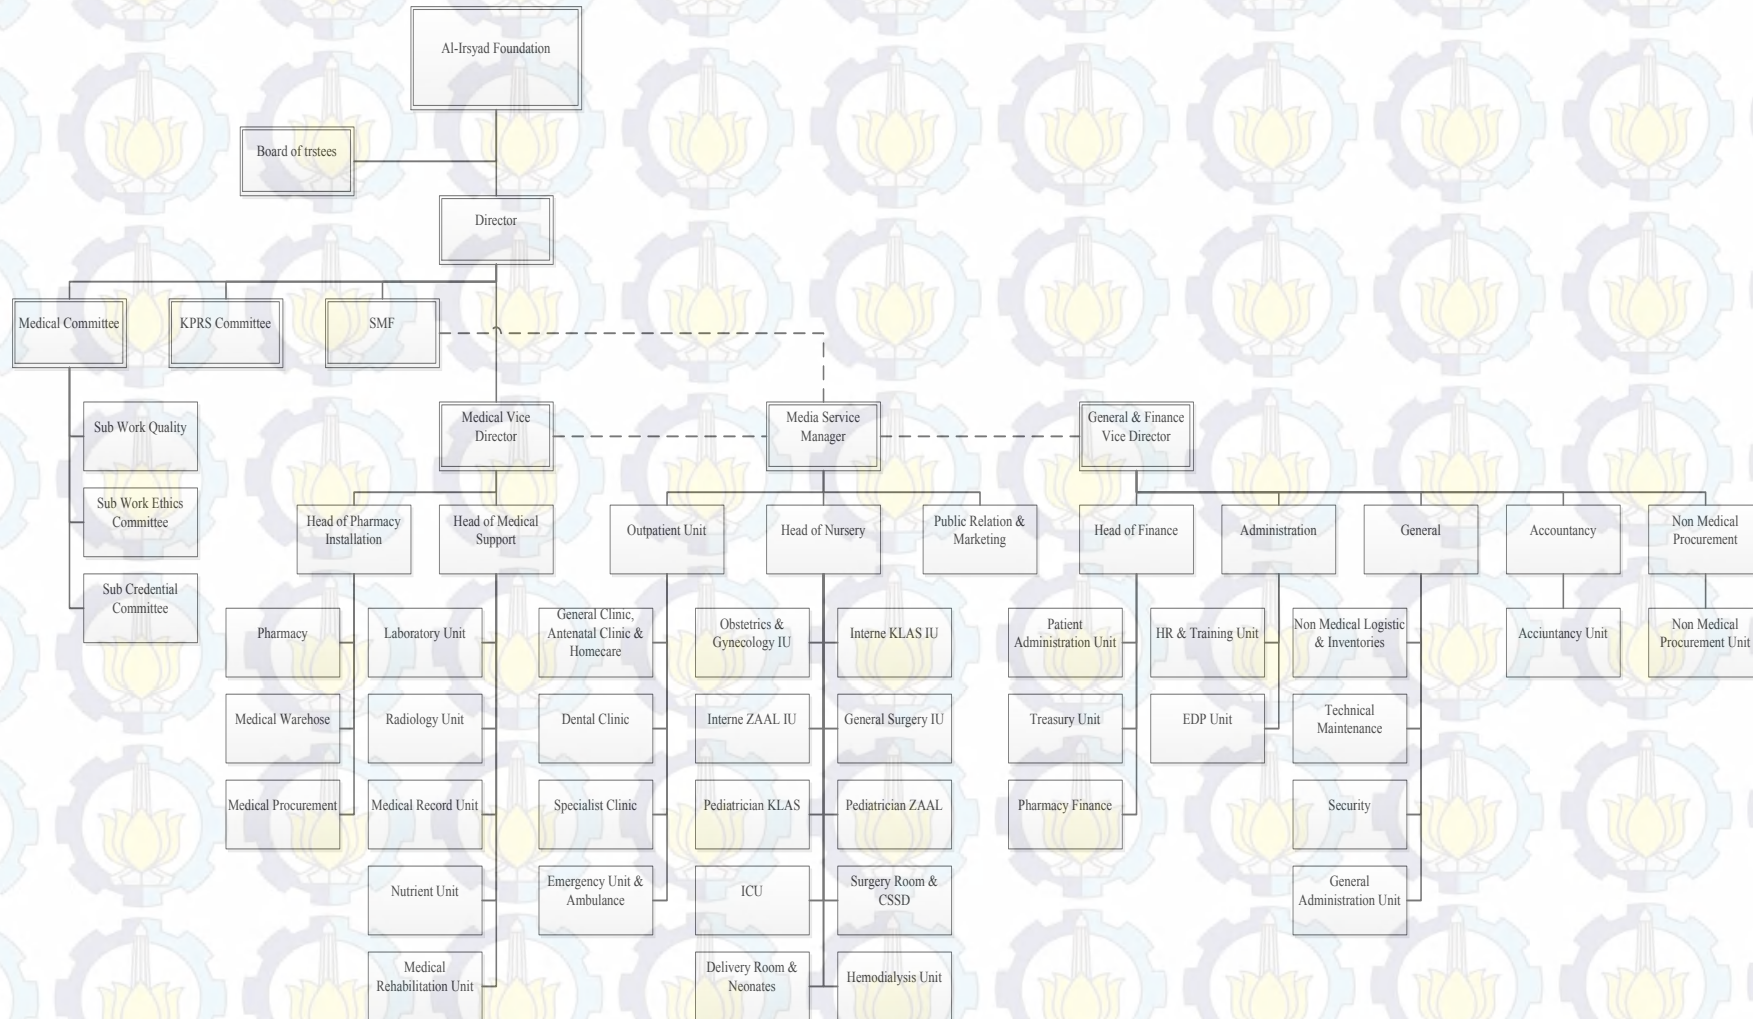 Al-Irsyad Foundation
Board of trstees
Director
Medical Committee
KPRS Committee
SMF
Sub Work Quality
Sub Work Ethics
Committee
Sub Credential
Committee
Medical Vice
Director
Media Service
Manager
General & Finance
Vice Director
Head of Pharmacy
Installation
Head of Medical
Support
Outpatient Unit
Head of Nursery
Public Relation &
Marketing
Head of Finance
Administration
General
Accountancy
Non Medical
Procurement
Pharmacy
Medical Warehose
Medical Procurement
Laboratory Unit
Radiology Unit
Medical Record Unit
Nutrient Unit
Medical
Rehabilitation Unit
General Clinic,
Antenatal Clinic &
Homecare
Dental Clinic
Specialist Clinic
Emergency Unit &
Ambulance
Obstetrics &
Gynecology IU
Interne ZAAL IU
Pediatrician KLAS
ICU
Delivery Room &
Neonates
Interne KLAS IU
General Surgery IU
Pediatrician ZAAL
Surgery Room &
CSSD
Hemodialysis Unit
Patient
Administration Unit
Treasury Unit
Pharmacy Finance
HR & Training Unit
EDP Unit
Non Medical Logistic
& Inventories
Technical
Maintenance
Security
General
Administration Unit
Acciuntancy Unit
Non Medical
Procurement Unit